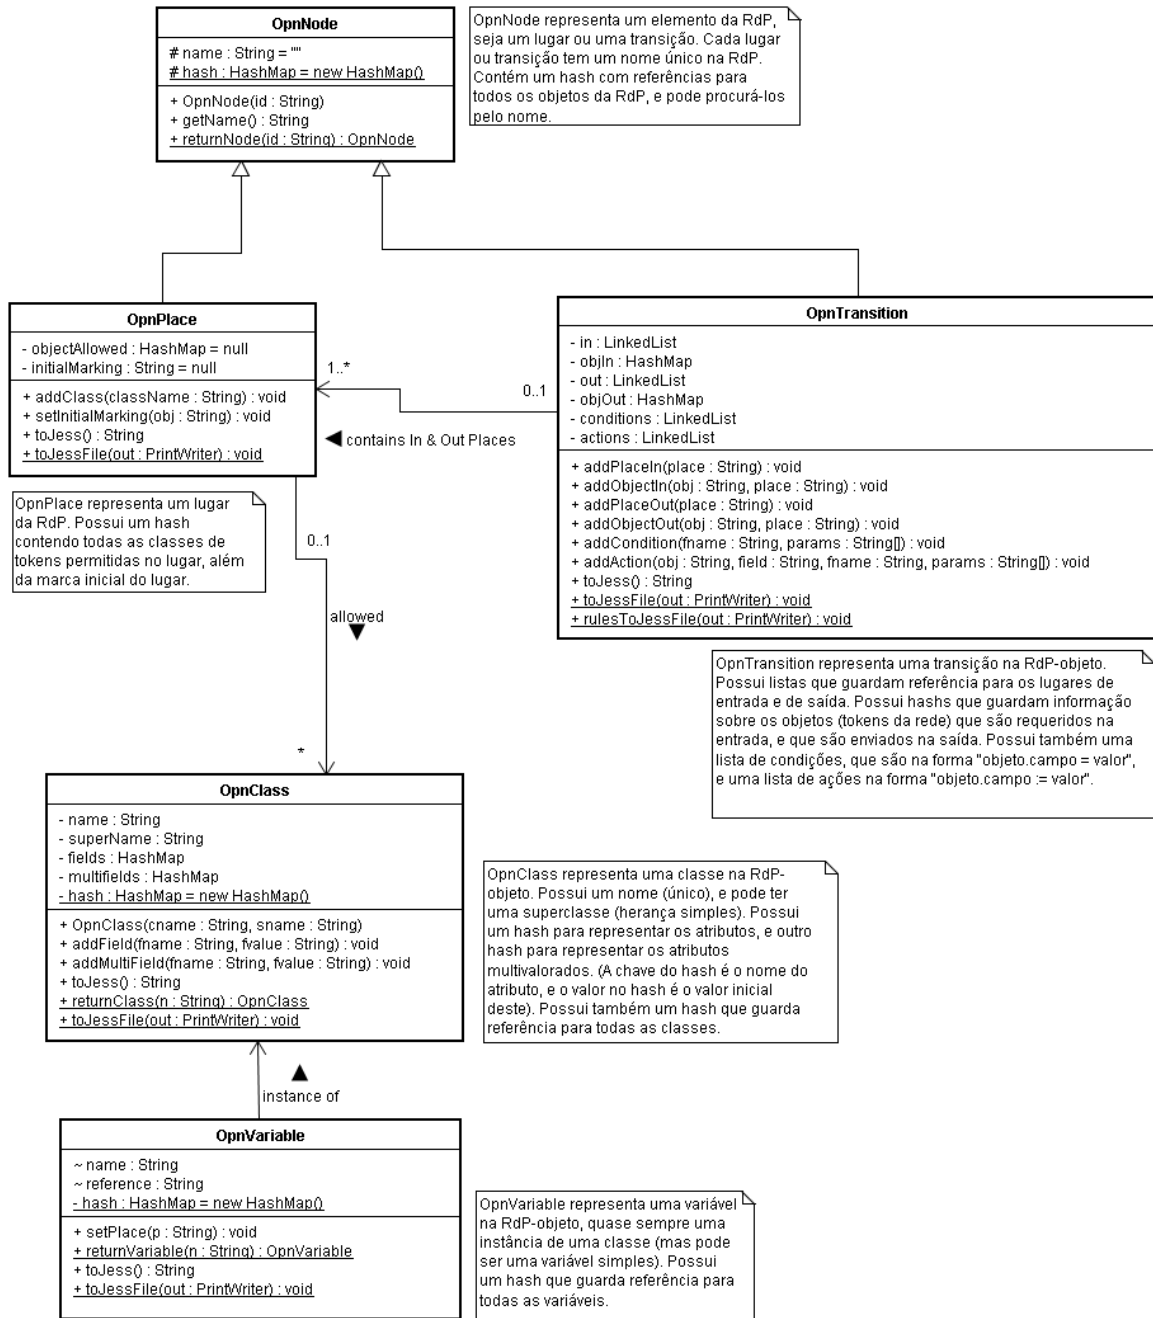 OpnNode
# name : String = ""
# hash : HashMap = new HashMap()
+ OpnNode(id : String)
+ getName() : String
+ returnNode(id : String) : OpnNode
OpnNode representa um elemento da RdP,
seja um lugar ou uma transição. Cada lugar
ou transição tem um nome único na RdP.
Contém um hash com referências para
todos os objetos da RdP, e pode procurá-los
pelo nome.
OpnPlace
- objectAllowed : HashMap = null
- initialMarking : String = null
+ addClass(className : String) : void
+ setInitialMarking(obj : String) : void
+ toJess() : String
+ toJessFile(out : PrintWriter) : void
1..*
0..1
contains In & Out Places
OpnTransition
- in : LinkedList
- objIn : HashMap
- out : LinkedList
- objOut : HashMap
- conditions : LinkedList
- actions : LinkedList
+ addPlaceIn(place : String) : void
+ addObjectIn(obj : String, place : String) : void
+ addPlaceOut(place : String) : void
+ addObjectOut(obj : String, place : String) : void
+ addCondition(fname : String, params : String[]) : void
+ addAction(obj : String, field : String, fname : String, params : String[]) : void
+ toJess() : String
+ toJessFile(out : PrintWriter) : void
+ rulesToJessFile(out : PrintWriter) : void
OpnPlace representa um lugar
da RdP. Possui um hash
contendo todas as classes de
tokens permitidas no lugar, além
da marca inicial do lugar.
0..1
allowed
*
OpnTransition representa uma transição na RdP-objeto.
Possui listas que guardam referência para os lugares de
entrada e de saída. Possui hashs que guardam informação
sobre os objetos (tokens da rede) que são requeridos na
entrada, e que são enviados na saída. Possui também uma
lista de condições, que são na forma "objeto.campo = valor",
e uma lista de ações na forma "objeto.campo := valor".
OpnClass
- name : String
- superName : String
- fields : HashMap
- multifields : HashMap
- hash : HashMap = new HashMap()
+ OpnClass(cname : String, sname : String)
+ addField(fname : String, fvalue : String) : void
+ addMultiField(fname : String, fvalue : String) : void
+ toJess() : String
+ returnClass(n : String) : OpnClass
+ toJessFile(out : PrintWriter) : void
OpnClass representa uma classe na RdP-
objeto. Possui um nome (único), e pode ter
uma superclasse (herança simples). Possui
um hash para representar os atributos, e outro
hash para representar os atributos
multivalorados. (A chave do hash é o nome do
atributo, e o valor no hash é o valor inicial
deste). Possui também um hash que guarda
referência para todas as classes.
instance of
OpnVariable
~ name : String
~ reference : String
- hash : HashMap = new HashMap()
+ setPlace(p : String) : void
+ returnVariable(n : String) : OpnVariable
+ toJess() : String
+ toJessFile(out : PrintWriter) : void
OpnVariable representa uma variável
na RdP-objeto, quase sempre uma
instância de uma classe (mas pode
ser uma variável simples). Possui
um hash que guarda referência para
todas as variáveis.